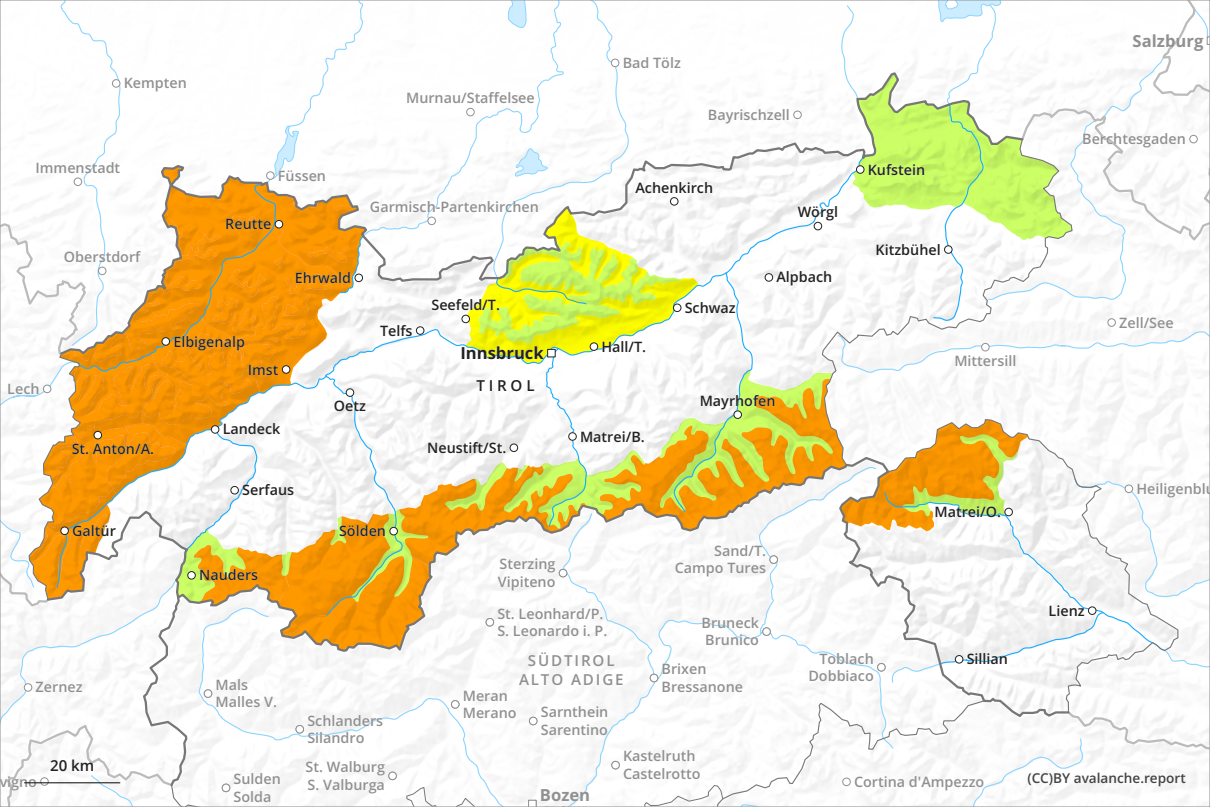 Salzburg
Bad Tölz
Kempten
Murnau/Staffelsee
Bayrischzell
Berchtesgaden
Immenstadt
Füssen
Kufstein
Achenkirch
Garmisch-Partenkirchen
Wörgl
Reutte
Kitzbühel
Oberstdorf
Ehrwald
Alpbach
Seefeld/T.
Schwaz
Zell/See
Telfs
Elbigenalp
Innsbruck
Hall/T.
Mittersill
Imst
TIROL
Lech
Oetz
Mayrhofen
Landeck
Matrei/B.
St. Anton/A.
Neustift/St.
Serfaus
Heiligenblu
Matrei/O.
Galtür
Sölden
Sand/T.
Campo Tures
Sterzing
Vipiteno
Nauders
St. Leonhard/P.
S. Leonardo i. P.
Lienz
Bruneck
Brunico
SÜDTIROL
ALTO ADIGE
Toblach
Dobbiaco
Sillian
Brixen
Bressanone
Zernez
Mals
Malles V.
Meran
Merano
Sarnthein
Sarentino
Schlanders
Silandro
Kastelruth
Castelrotto
20 km
St. Walburg
S. Valburga
vigno
Sulden
Solda
Cortina d'Ampezzo
(CC)BY avalanche.report
Bozen